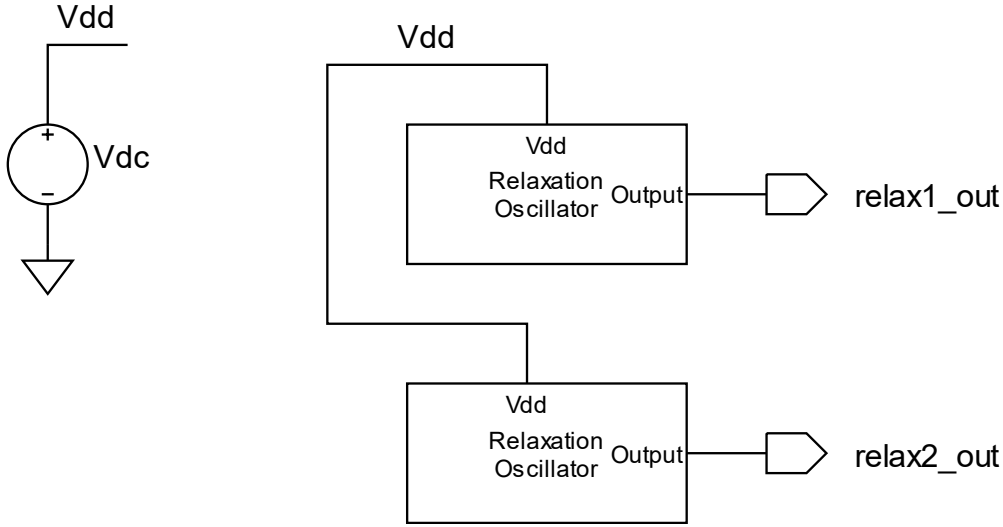 Vdd
Vdc
Vdd
Vdd
Relaxation
Oscillator
Output
relax1_out
Vdd
Relaxation
Oscillator
Output
relax2_out